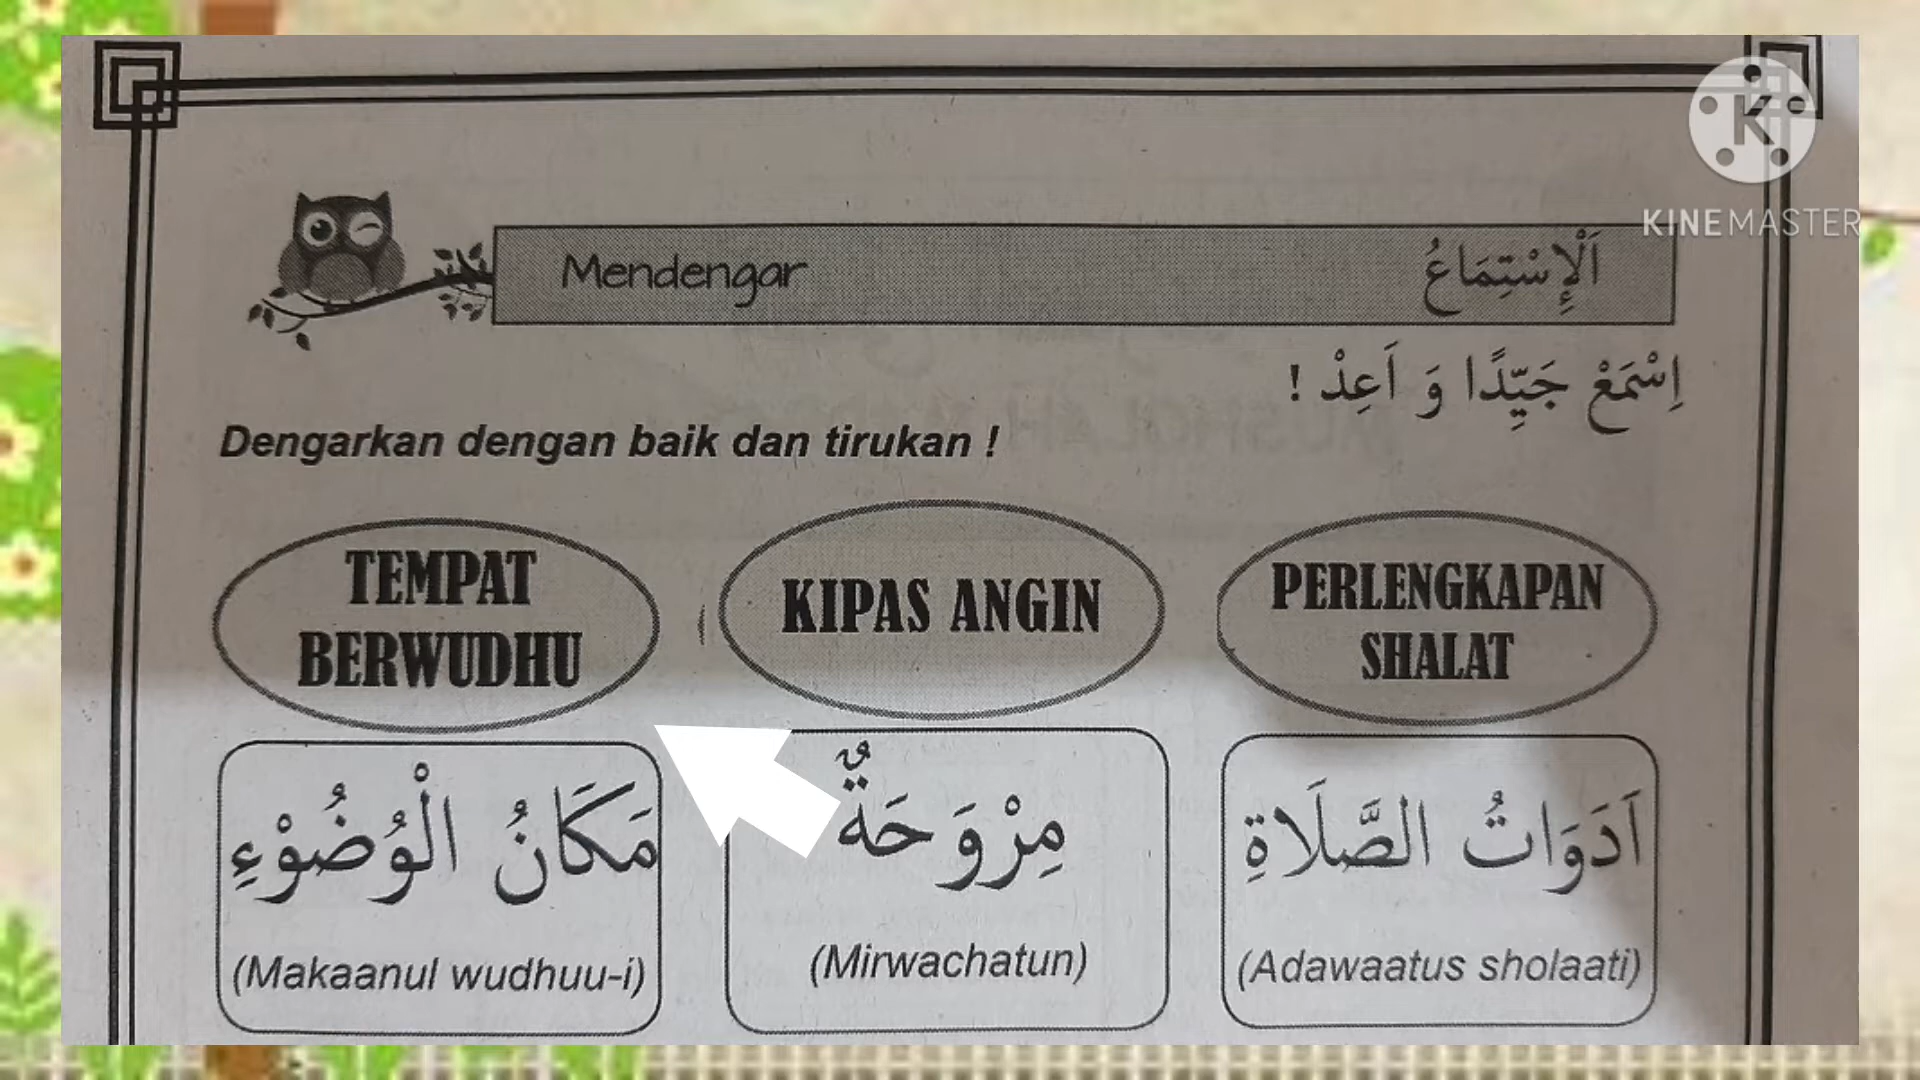 K
KINEMASTER
Mendengar
اَلْإِسْتِمَاعُ
اِسْمَعْ جَيِّدًا وَ اَعِدْ !
Dengarkan dengan baik dan tirukan !
TEMPAT
BERWUDHU
KIPAS ANGIN
PERLENGKAPAN
SHALAT
مَكَانُ الْوُضُوْءِ
(Makaanul wudhuu-i)
مِرْوَحَةٌ
(Mirwachatun)
اَدَوَاتُ الصَّلَاةِ
(Adawaatus sholaati)